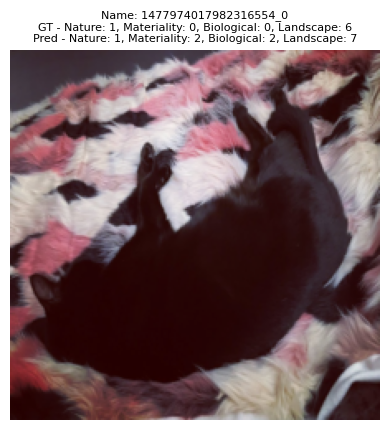 Name: 1477974017982316554_0
GT - Nature: 1, Materiality: 0, Biological: 0, Landscape: 6
Pred - Nature: 1, Materiality: 2, Biological: 2, Landscape: 7